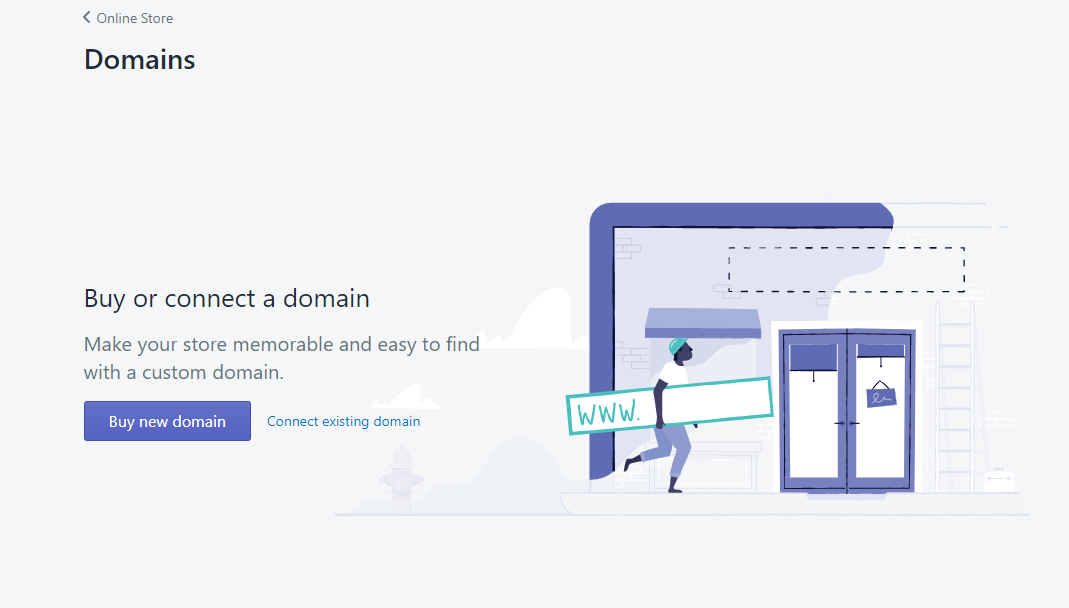 Online Store
Domains
Buy or connect a domain
Make your store memorable and easy to find
with a custom domain.
Buy new domain
Connect existing domain
WWW.